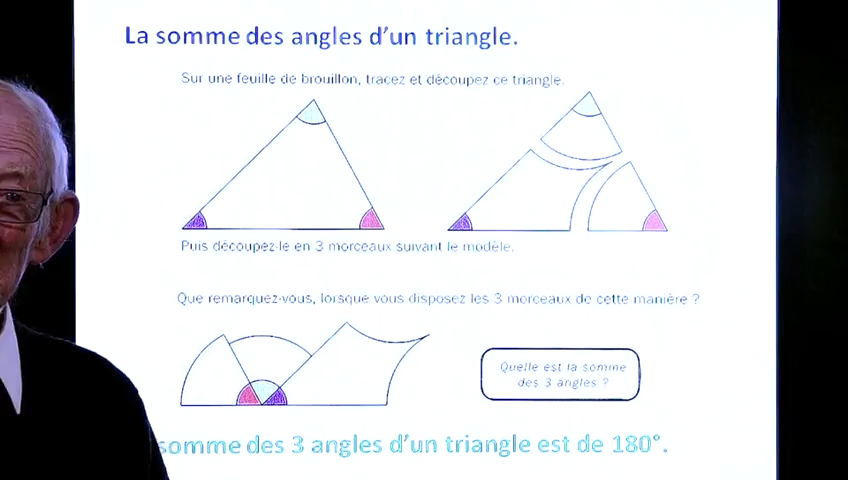 La somme des angles d'un triangle.
Sur une feuille de brouillon, tracez et découpez ce triangle.
Puis découpez-le en 3 morceaux suivant le modèle.
Que remarquez-vous, lorsque vous disposez les 3 morceaux de cette manière ?
Quelle est la somme
des 3 angles ?
somme des 3 angles d'un triangle est de 180°.